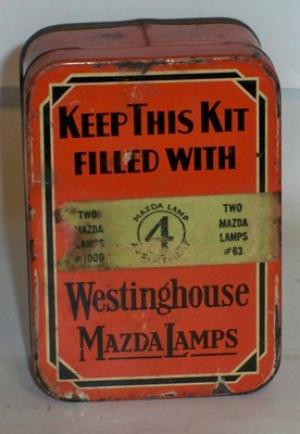 KEEP THIS KIT
FILLED WITH
TWO
MAZDA
LAMPS
#1000
MAZDA LAMP
4
ASSORTMENT
TWO
MAZDA
LAMPS
#63
Westinghouse
MAZDA LAMPS